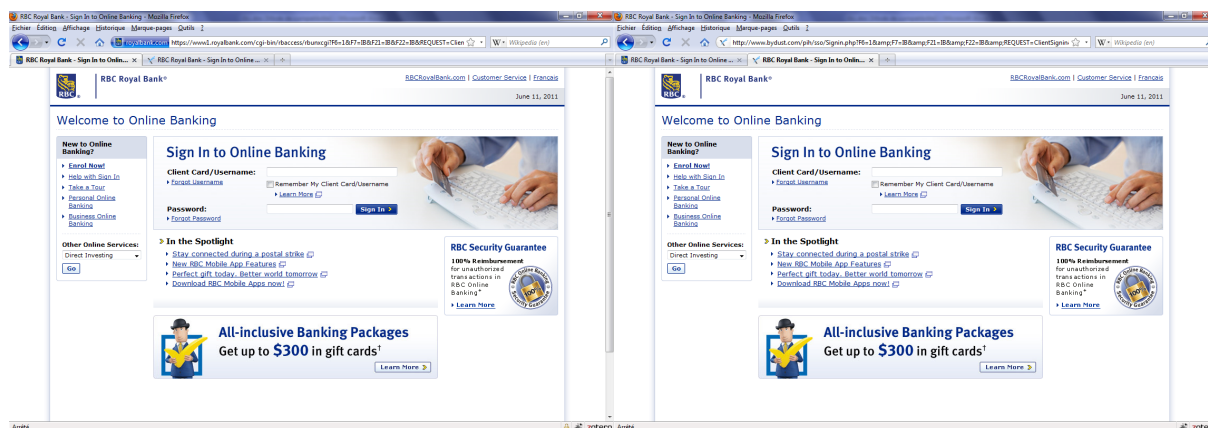 RBC Royal Bank - Sign In to Online Banking - Mozilla Firefox
Fichier Édition Affichage Historique Marque-pages Outils ?
royalbank.com https://www1.royalbank.com/cgi-bin/rbaccess/rbunxcgi?F6=1&F7=IB&F21=IB&F22=IB&REQUEST=Clien
W Wikipedia (en)
RBC Royal Bank - Sign In to Onlin...
RBC Royal Bank - Sign In to Online ...
RBC
RBC Royal Bank®
RBCRoyalBank.com | Customer Service | Français
June 11, 2011
Welcome to Online Banking
New to Online
Banking?
Enrol Now!
Help with Sign In
Take a Tour
Personal Online
Banking
Business Online
Banking
Other Online Services:
Direct Investing
Go
Sign In to Online Banking
Client Card/Username:
Forgot Username
Remember My Client Card/Username
Learn More
Password:
Sign In
Forgot Password
In the Spotlight
Stay connected during a postal strike
New RBC Mobile App Features
Perfect gift today. Better world tomorrow
Download RBC Mobile Apps now!
RBC Security Guarantee
100% Reimbursement
for unauthorized
transactions in
RBC Online
Banking+
Learn More
All-inclusive Banking Packages
Get up to $300 in gift cards†
Learn More
Arrêté
zotero
RBC Royal Bank - Sign In to Online Banking - Mozilla Firefox
Fichier Édition Affichage Historique Marque-pages Outils ?
http://www.bydust.com/pih/sso/Signin.php?F6=1&amp;F7=IB&amp;F21=IB&amp;F22=IB&amp;REQUEST=ClientSignin
W Wikipedia (en)
RBC Royal Bank - Sign In to Online ...
RBC Royal Bank - Sign In to Onlin...
RBC
RBC Royal Bank®
RBCRoyalBank.com | Customer Service | Français
June 11, 2011
Welcome to Online Banking
New to Online
Banking?
Enrol Now!
Help with Sign In
Take a Tour
Personal Online
Banking
Business Online
Banking
Other Online Services:
Direct Investing
Go
Sign In to Online Banking
Client Card/Username:
Forgot Username
Remember My Client Card/Username
Learn More
Password:
Sign In
Forgot Password
In the Spotlight
Stay connected during a postal strike
New RBC Mobile App Features
Perfect gift today. Better world tomorrow
Download RBC Mobile Apps now!
RBC Security Guarantee
100% Reimbursement
for unauthorized
transactions in
RBC Online
Banking+
Learn More
All-inclusive Banking Packages
Get up to $300 in gift cards†
Learn More
Arrêté